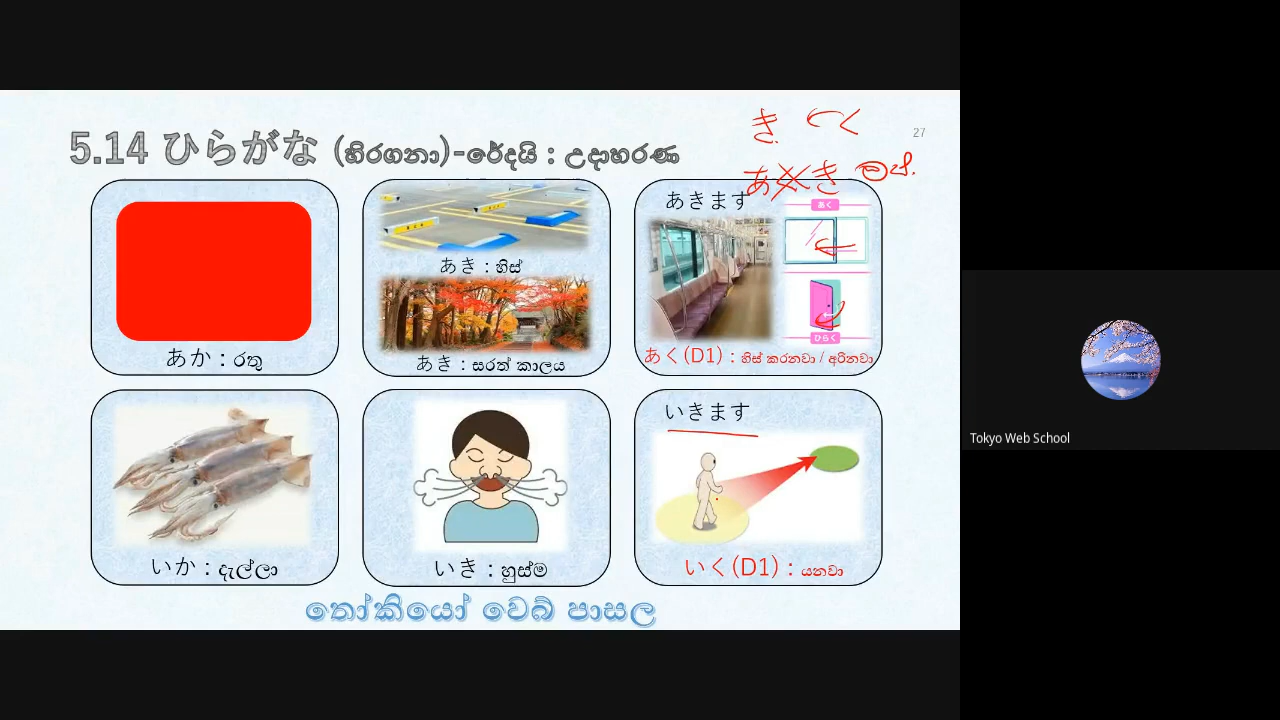 5.14 ひらがな (හිරගනා)-රේදයි : උදාහරණ
27
き く
あ き
あか : රතු
あき : හිස්
あき : සරත් කාලය
あきます
あく
ひらく
あく(D1) : හිස් කරනවා / අරිනවා
いか : දැල්ලා
いき : හුස්ම
いきます
いく(D1) : යනවා
තෝකියෝ වෙබ් පාසල
Tokyo Web School